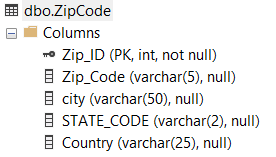 dbo.ZipCode
Columns
Zip_ID (PK, int, not null)
Zip_Code (varchar(5), null)
city (varchar(50), null)
STATE_CODE (varchar(2), null)
Country (varchar(25), null)